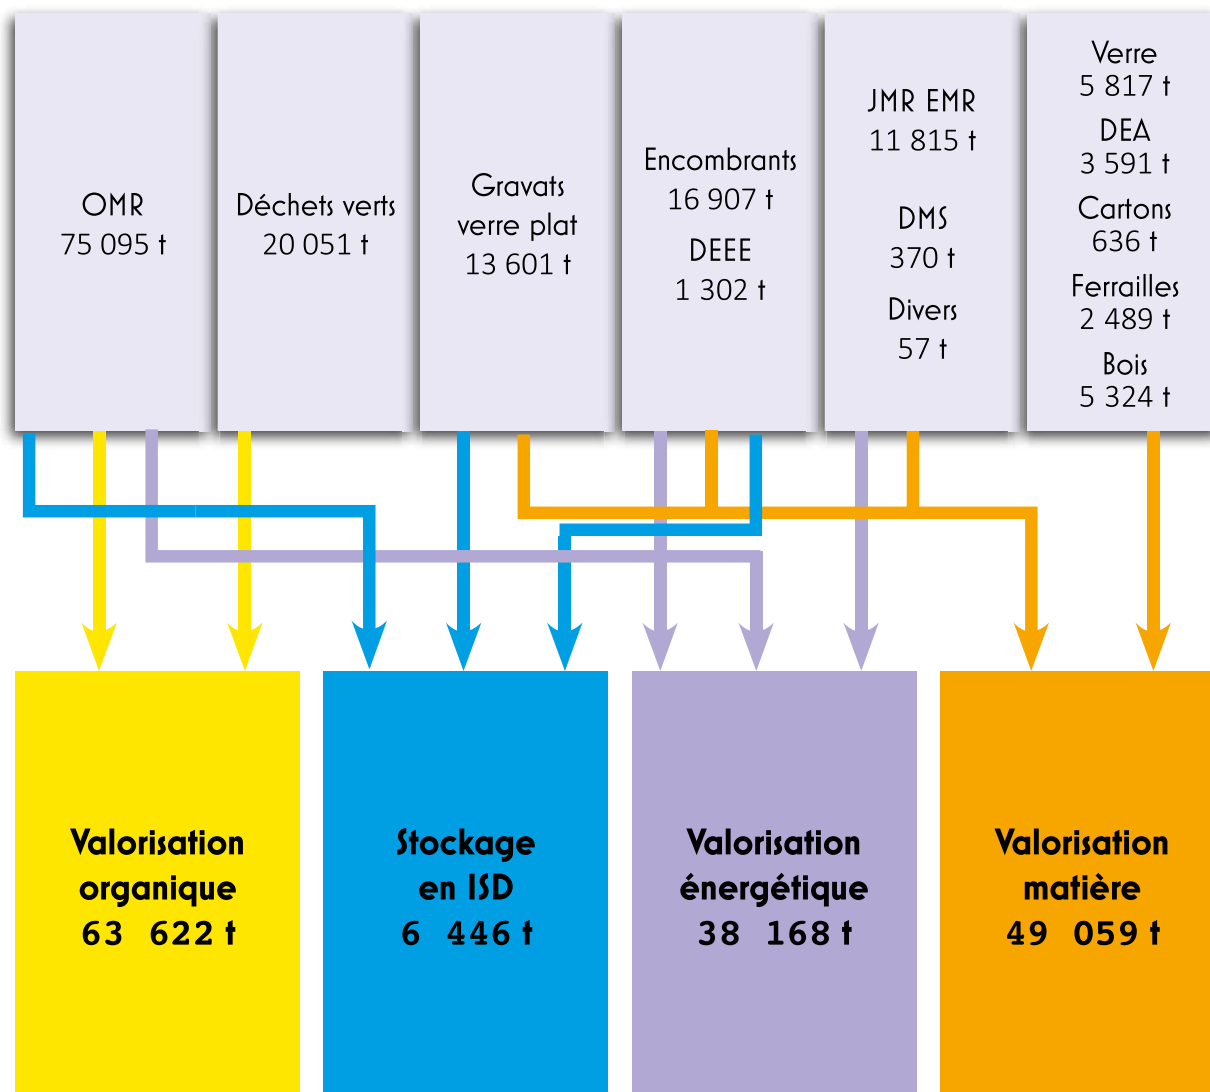 OMR
75 095 t
Déchets verts
20 051 t
Gravats
verre plat
13 601 t
Encombrants
16 907 t
DEEE
1 302 t
JMR EMR
11 815 t
DMS
370 t
Divers
57 t
Verre
5 817 t
DEA
3 591 t
Cartons
636 t
Ferrailles
2 489 t
Bois
5 324 t
Valorisation
organique
63 622 t
Stockage
en ISD
6 446 t
Valorisation
énergétique
38 168 t
Valorisation
matière
49 059 t